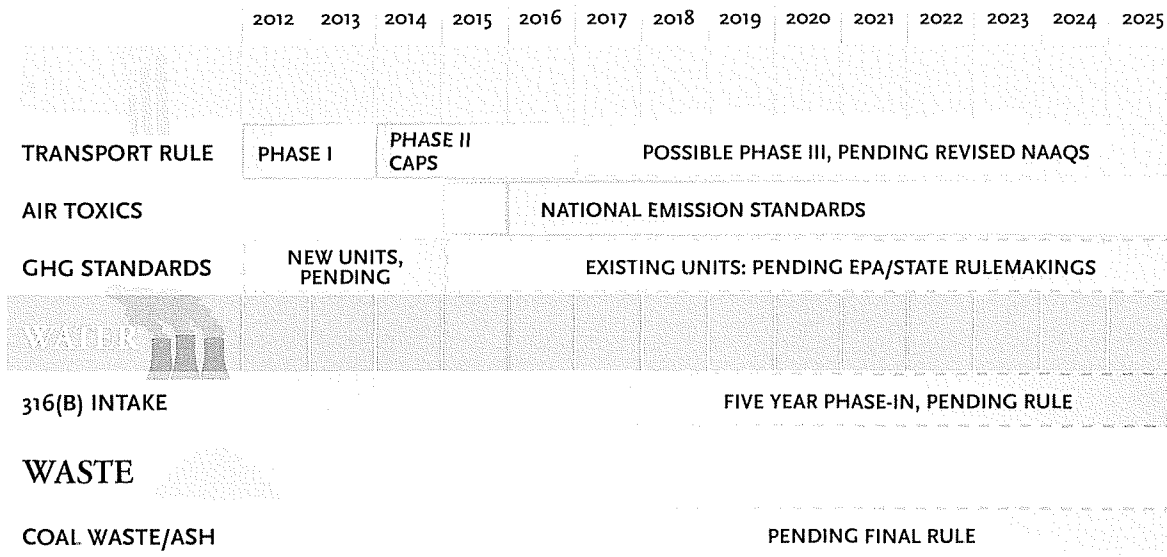 2012 2013 2014 2015 2016 2017 2018 2019 2020 2021 2022 2023 2024 2025
TRANSPORT RULE PHASE I PHASE II CAPS POSSIBLE PHASE III, PENDING REVISED NAAQS
AIR TOXICS NATIONAL EMISSION STANDARDS
GHG STANDARDS NEW UNITS, PENDING EXISTING UNITS: PENDING EPA/STATE RULEMAKINGS
WATER
316(B) INTAKE FIVE YEAR PHASE-IN, PENDING RULE
WASTE
COAL WASTE/ASH PENDING FINAL RULE